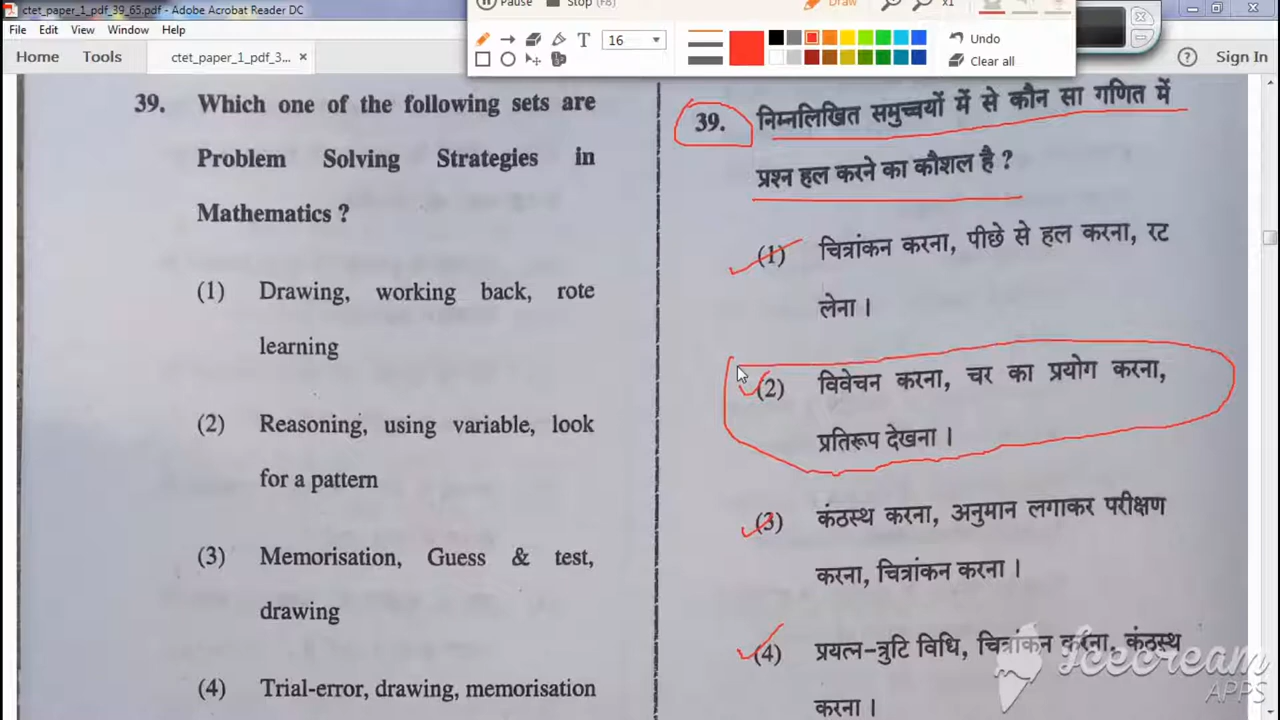 ctet_paper_1_pdf_39_65.pdf - Adobe Acrobat Reader DC
File Edit View Window Help
Pause Stop (F8) Draw x1
T 16 Undo
Clear all
Home Tools ctet_paper_1_pdf_3... × Sign In
39. Which one of the following sets are
Problem Solving Strategies in
Mathematics ?
(1) Drawing, working back, rote
learning
(2) Reasoning, using variable, look
for a pattern
(3) Memorisation, Guess & test,
drawing
(4) Trial-error, drawing, memorisation
39. निम्नलिखित समुच्चयों में से कौन सा गणित में
प्रश्न हल करने का कौशल है ?
(1) चित्रांकन करना, पीछे से हल करना, रट
लेना ।
(2) विवेचन करना, चर का प्रयोग करना,
प्रतिरूप देखना ।
(3) कंठस्थ करना, अनुमान लगाकर परीक्षण
करना, चित्रांकन करना ।
(4) प्रयत्न-त्रुटि विधि, चित्रांकन करना, कंठस्थ
करना ।
Icecream
APPS